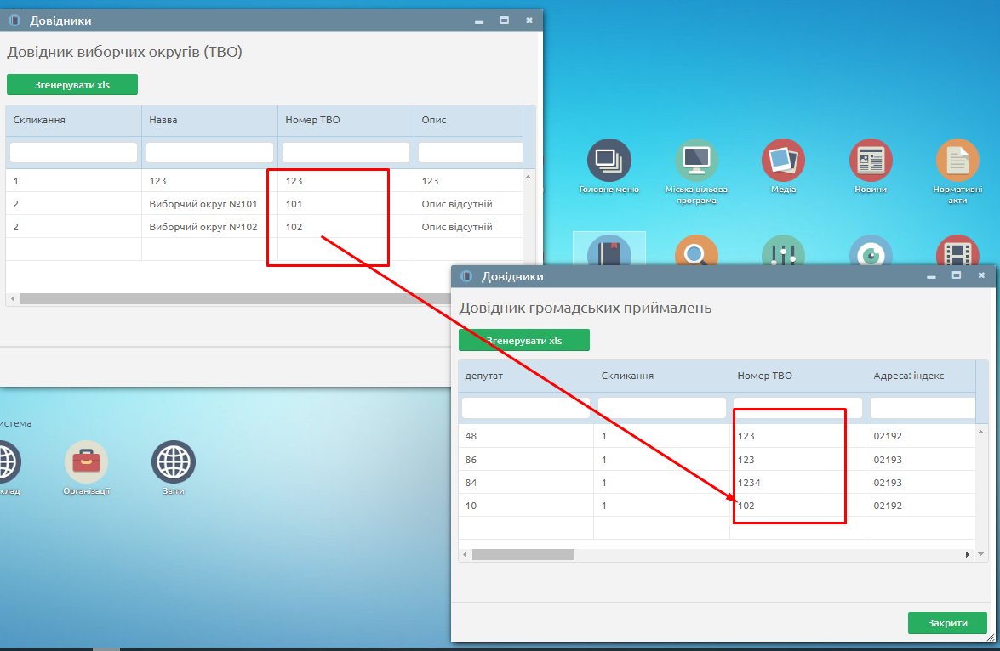 Довідники
Довідник виборчих округів (ТВО)
Згенерувати xls
Скликання Назва Номер ТВО Опис
1 123 123 123
2 Виборчий округ №101 101 Опис відсутній
2 Виборчий округ №102 102 Опис відсутній
Головне меню
Міська цільова
програма
Медіа
Новини
Нормативні
акти
Довідники
Довідник громадських приймалень
Згенерувати xls
депутат Скликання Номер ТВО Адреса: індекс
48 1 123 02192
86 1 123 02193
84 1 1234 02193
10 1 102 02192
Закрити
истема
клад
Організації
Звіти